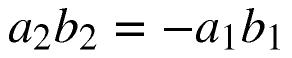 a₂b₂ = −a₁b₁